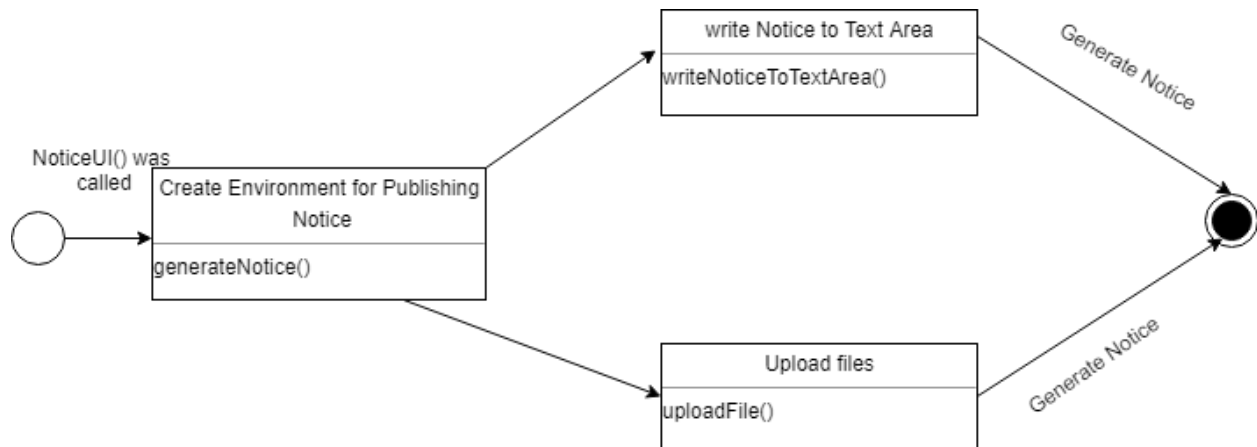 write Notice to Text Area
writeNoticeToTextArea()
Generate Notice
NoticeUI() was
called
Create Environment for Publishing
Notice
generateNotice()
Upload files
uploadFile()
Generate Notice